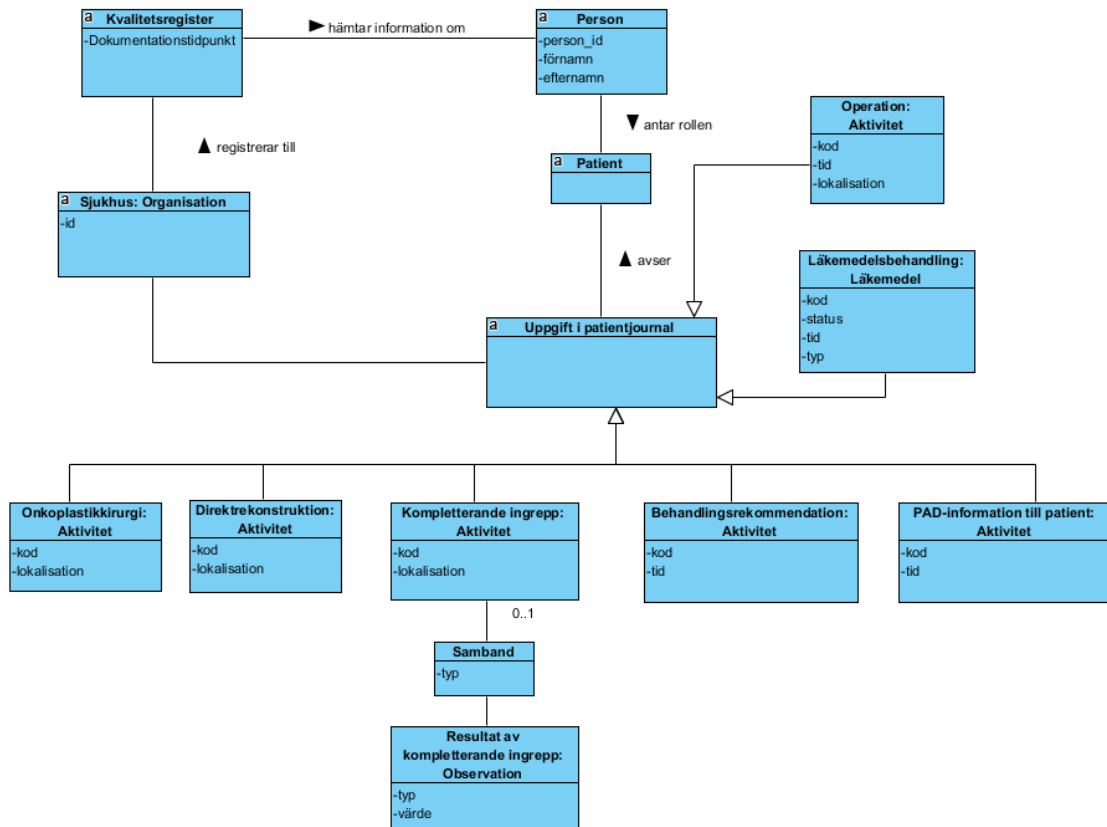 a Kvalitetsregister
-Dokumentationstidpunkt
hämtar information om
a Person
-person_id
-förnamn
-efternamn
antar rollen
Operation:
Aktivitet
-kod
-tid
-lokalisation
registrerar till
a Patient
a Sjukhus: Organisation
-id
avser
Läkemedelsbehandling:
Läkemedel
-kod
-status
-tid
-typ
a Uppgift i patientjournal
Onkoplastikkirurgi:
Aktivitet
-kod
-lokalisation
Direktrekonstruktion:
Aktivitet
-kod
-lokalisation
Kompletterande ingrepp:
Aktivitet
-kod
-lokalisation
Behandlingsrekommendation:
Aktivitet
-kod
-tid
PAD-information till patient:
Aktivitet
-kod
-tid
0..1
Samband
-typ
Resultat av
kompletterande ingrepp:
Observation
-typ
-värde